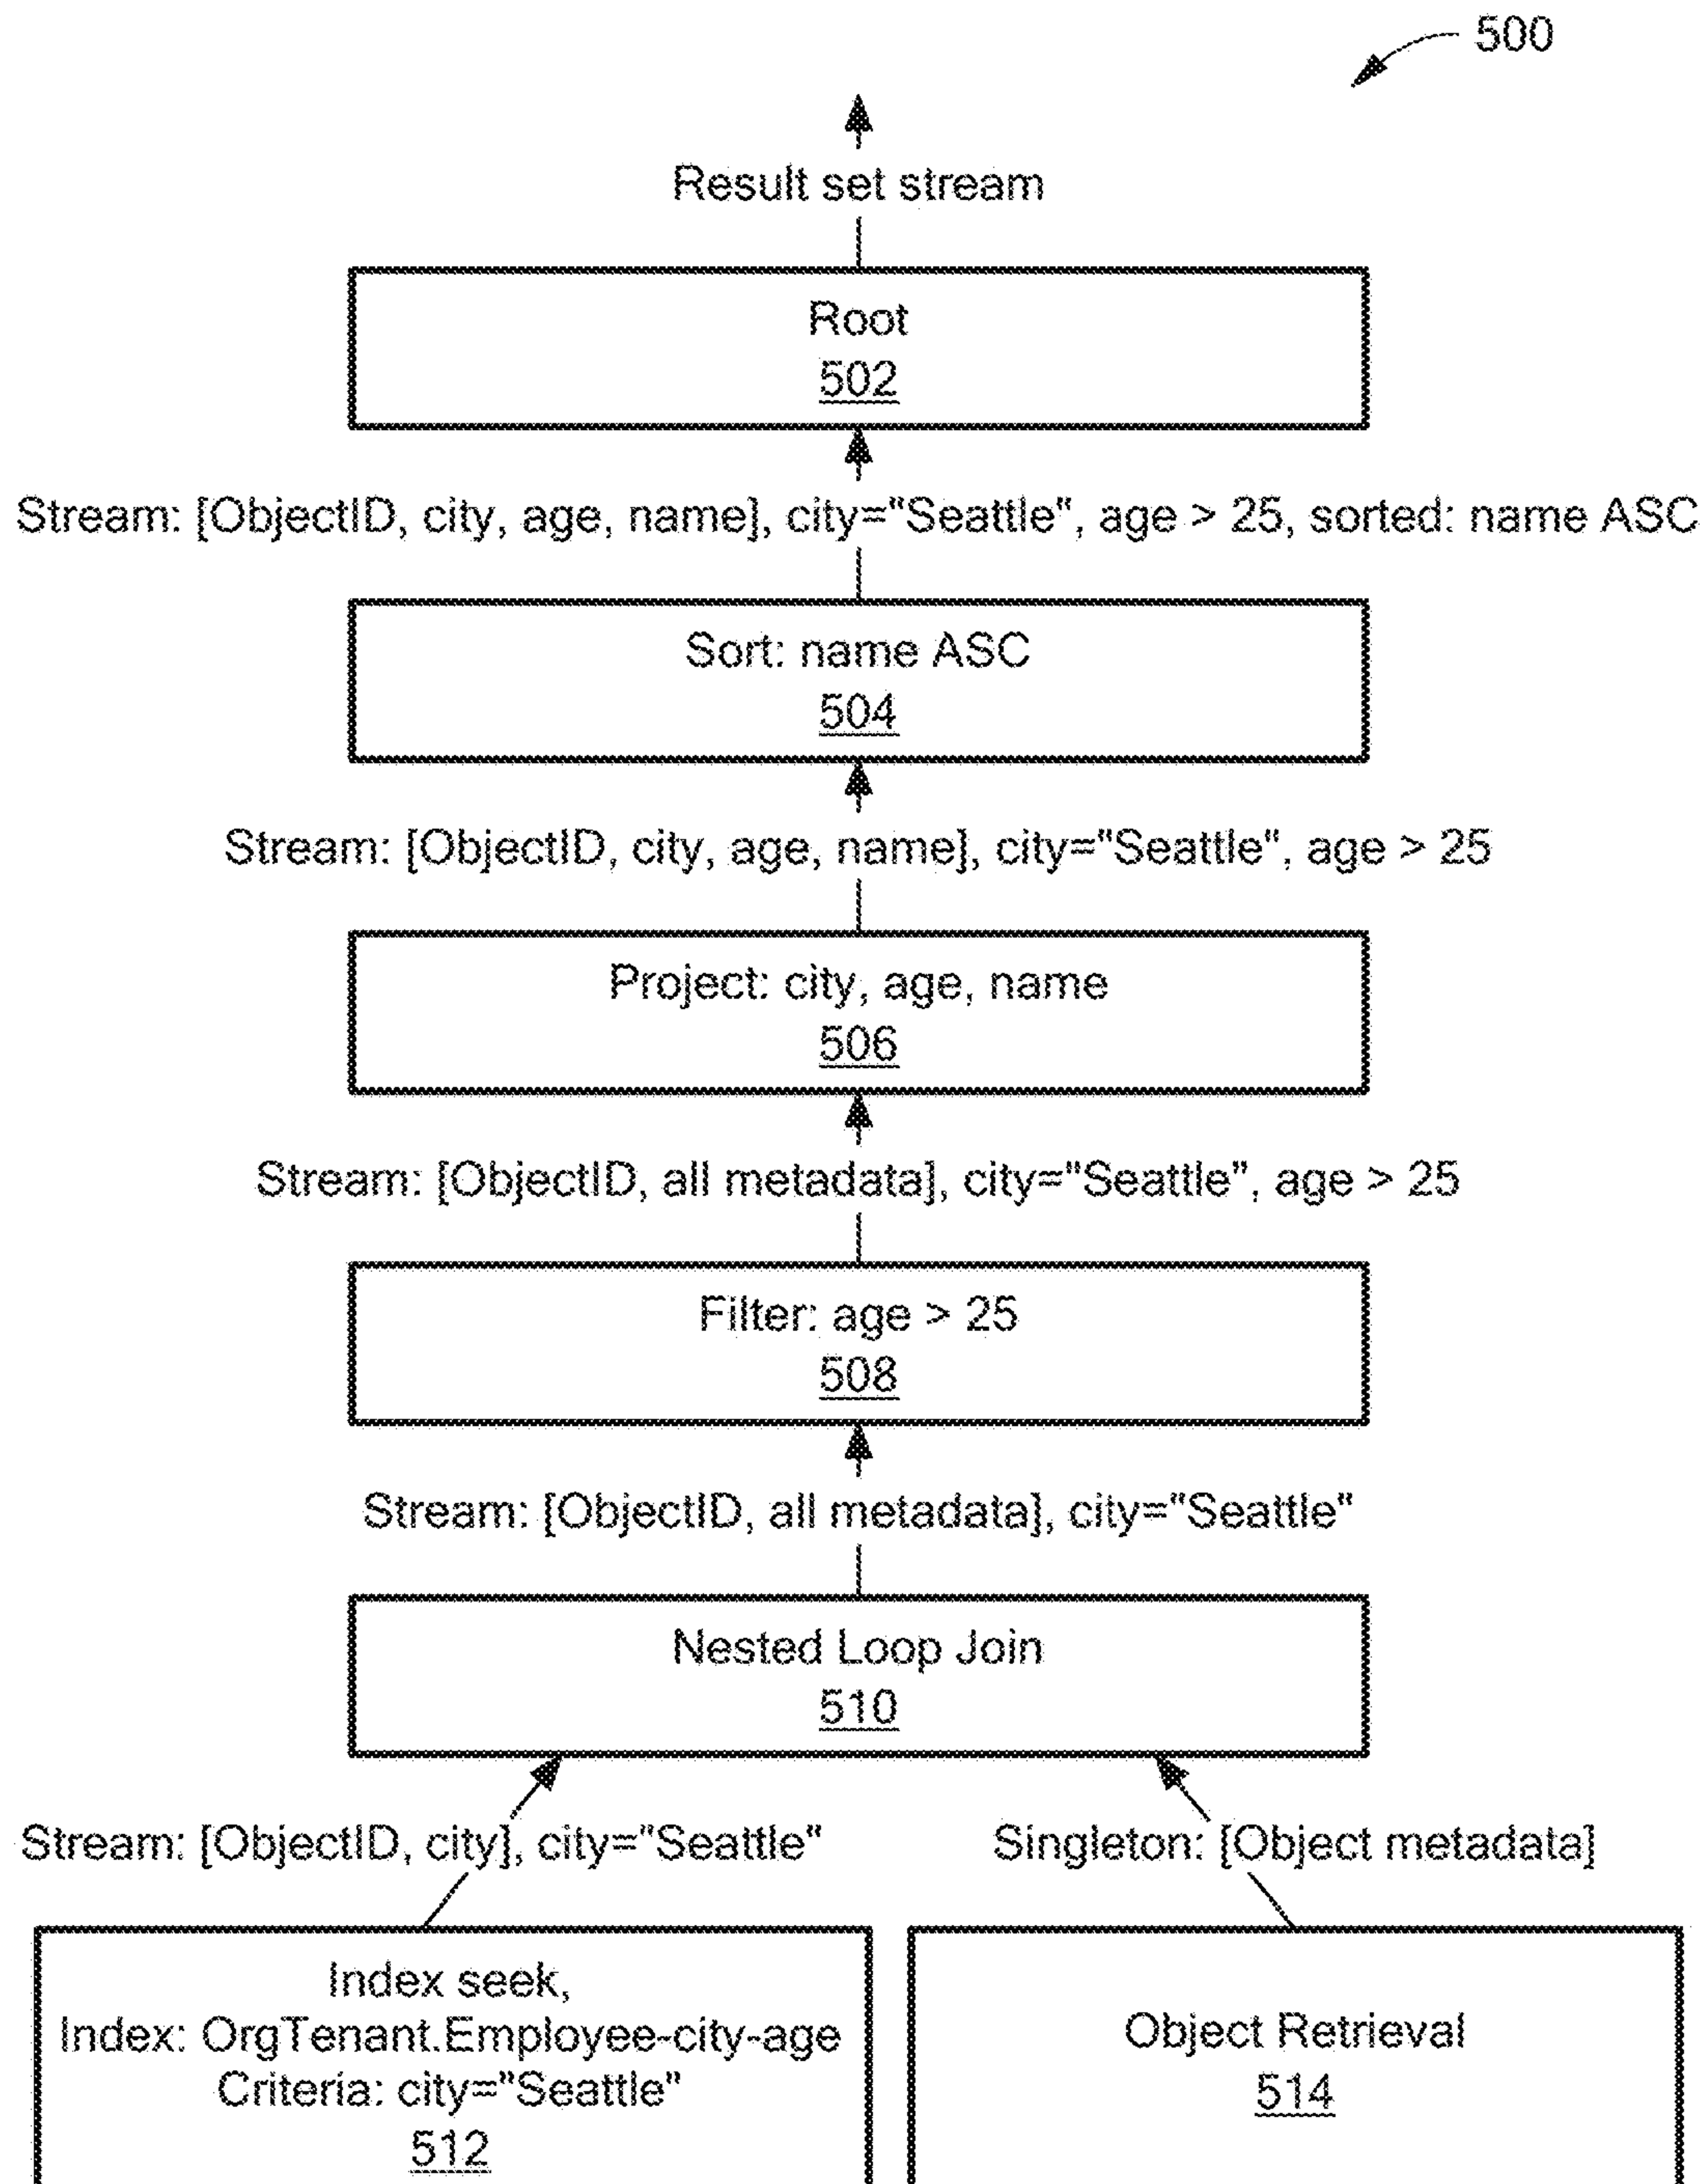 500
Result set stream
Root
502
Stream: [ObjectID, city, age, name], city="Seattle", age > 25, sorted: name ASC
Sort: name ASC
504
Stream: [ObjectID, city, age, name], city="Seattle", age > 25
Project: city, age, name
506
Stream: [ObjectID, all metadata], city="Seattle", age > 25
Filter: age > 25
508
Stream: [ObjectID, all metadata], city="Seattle"
Nested Loop Join
510
Stream: [ObjectID, city], city="Seattle"
Singleton: [Object metadata]
Index seek,
Index: OrgTenant.Employee-city-age
Criteria: city="Seattle"
512
Object Retrieval
514